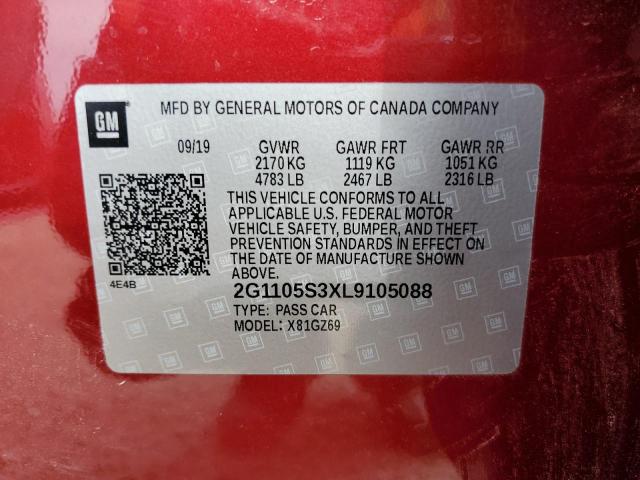 GM
MFD BY GENERAL MOTORS OF CANADA COMPANY
09/19 GVWR GAWR FRT GAWR RR
2170 KG 1119 KG 1051 KG
4783 LB 2467 LB 2316 LB
THIS VEHICLE CONFORMS TO ALL
APPLICABLE U.S. FEDERAL MOTOR
VEHICLE SAFETY, BUMPER, AND THEFT
PREVENTION STANDARDS IN EFFECT ON
THE DATE OF MANUFACTURE SHOWN
ABOVE.
4E4B
2G1105S3XL9105088
TYPE: PASS CAR
MODEL: X81GZ69